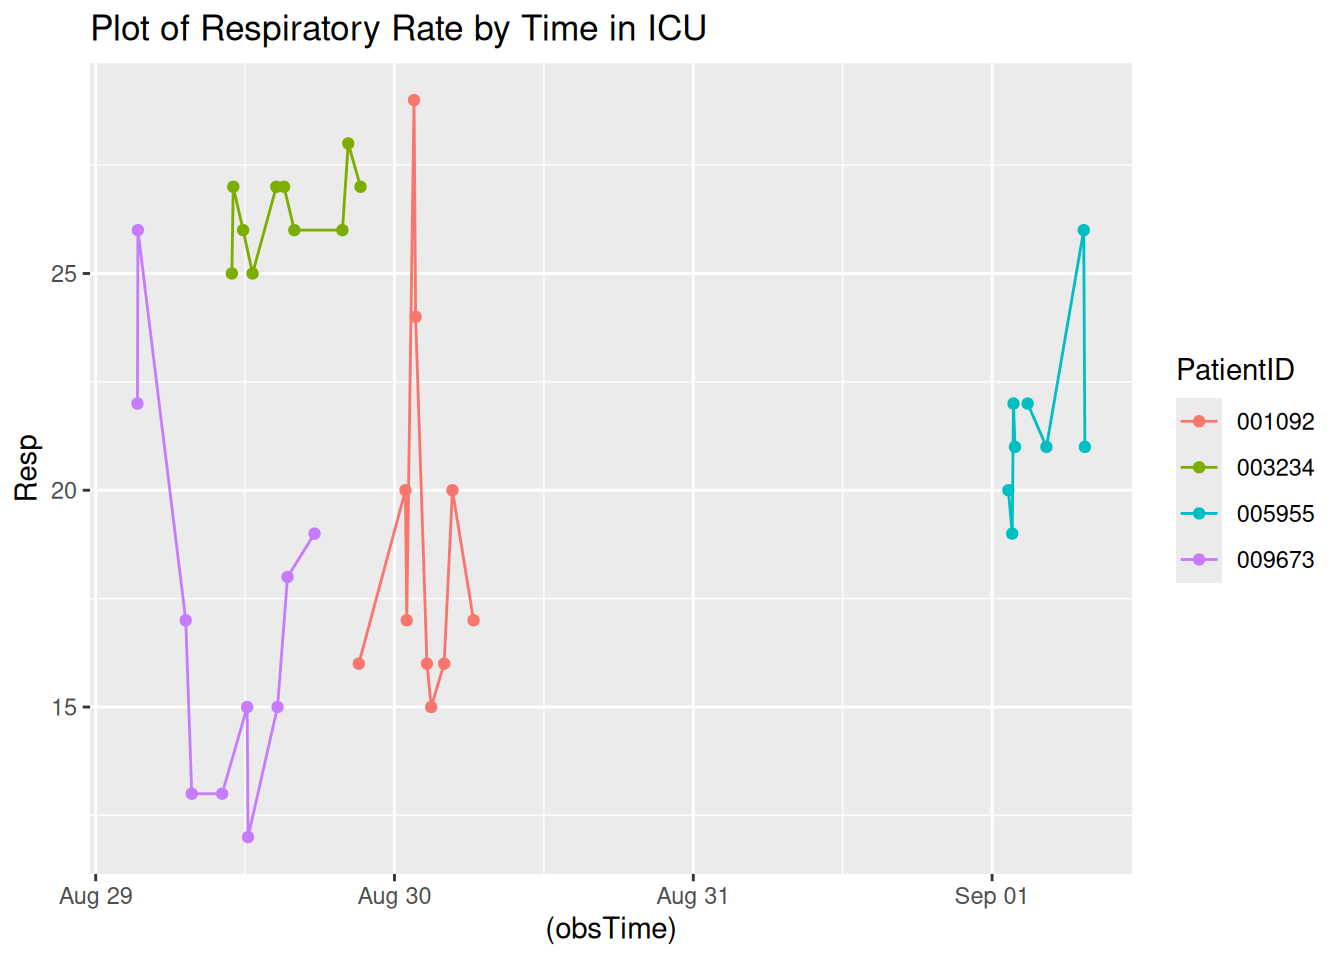 Plot of Respiratory Rate by Time in ICU
Resp
25
20
15
Aug 29
Aug 30
Aug 31
Sep 01
(obsTime)
PatientID
001092
003234
005955
009673